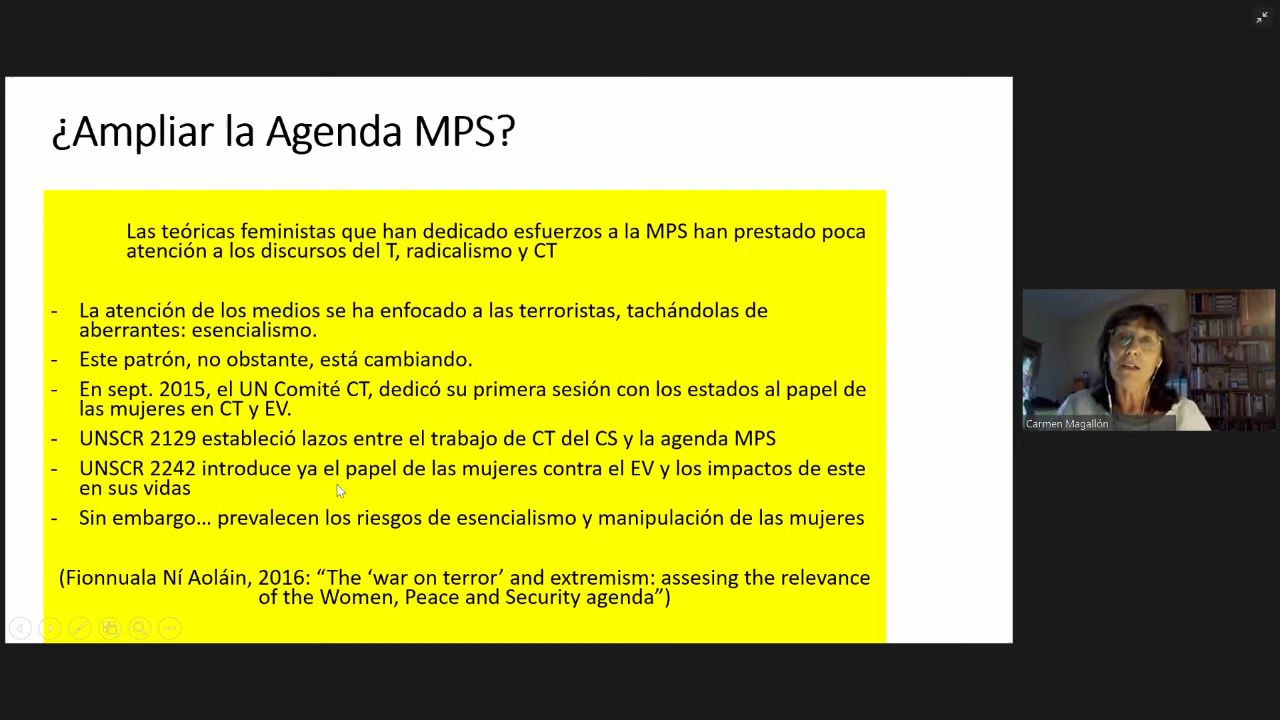 ¿Ampliar la Agenda MPS?
Las teóricas feministas que han dedicado esfuerzos a la MPS han prestado poca
atención a los discursos del T, radicalismo y CT
- La atención de los medios se ha enfocado a las terroristas, tachándolas de
aberrantes: esencialismo.
- Este patrón, no obstante, está cambiando.
- En sept. 2015, el UN Comité CT, dedicó su primera sesión con los estados al papel de
las mujeres en CT y EV.
- UNSCR 2129 estableció lazos entre el trabajo de CT del CS y la agenda MPS
- UNSCR 2242 introduce ya el papel de las mujeres contra el EV y los impactos de este
en sus vidas
- Sin embargo… prevalecen los riesgos de esencialismo y manipulación de las mujeres
(Fionnuala Ní Aoláin, 2016: “The ‘war on terror’ and extremism: assesing the relevance
of the Women, Peace and Security agenda”)
Carmen Magallón